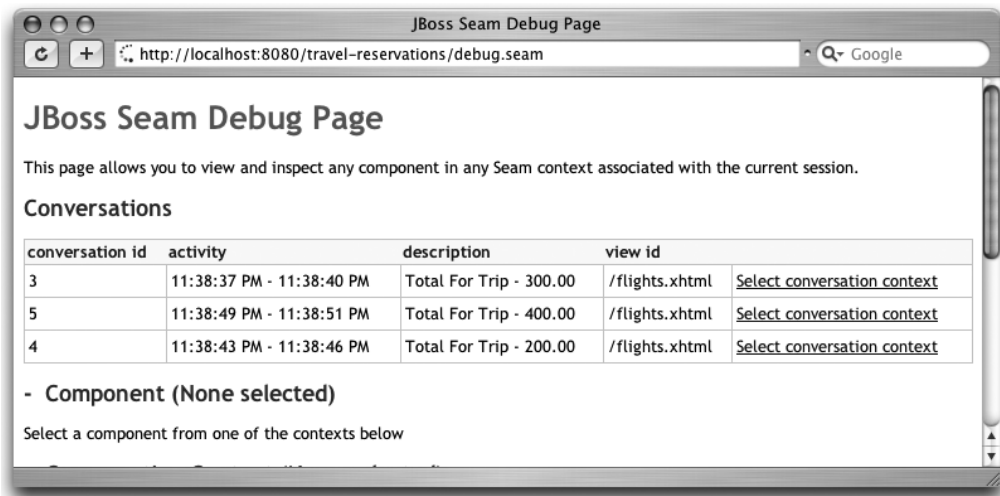 JBoss Seam Debug Page
http://localhost:8080/travel-reservations/debug.seam
Google
JBoss Seam Debug Page
This page allows you to view and inspect any component in any Seam context associated with the current session.
Conversations
conversation id activity description view id
3 11:38:37 PM - 11:38:40 PM Total For Trip - 300.00 /flights.xhtml Select conversation context
5 11:38:49 PM - 11:38:51 PM Total For Trip - 400.00 /flights.xhtml Select conversation context
4 11:38:43 PM - 11:38:46 PM Total For Trip - 200.00 /flights.xhtml Select conversation context
- Component (None selected)
Select a component from one of the contexts below